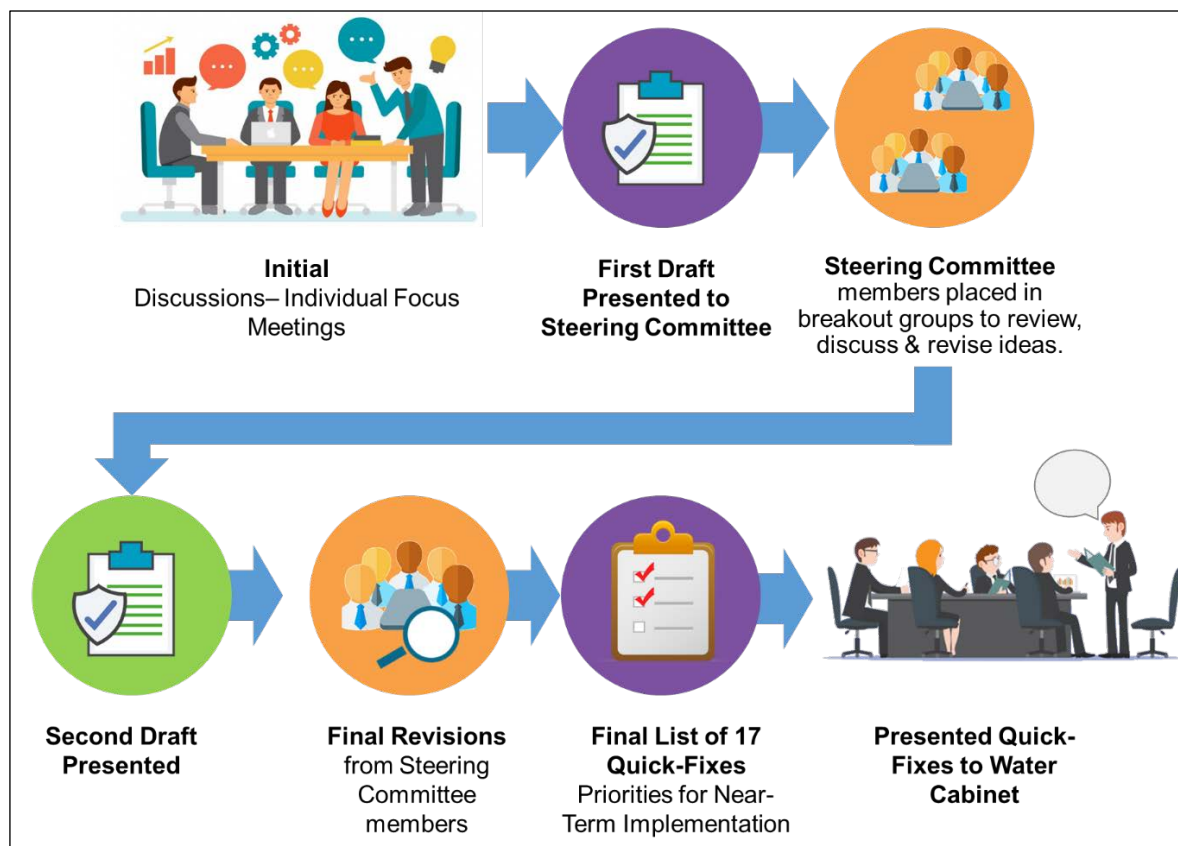 Initial
Discussions– Individual Focus
Meetings
First Draft
Presented to
Steering Committee
Steering Committee
members placed in
breakout groups to review,
discuss & revise ideas.
Second Draft
Presented
Final Revisions
from Steering
Committee
members
Final List of 17
Quick-Fixes
Priorities for Near-
Term Implementation
Presented Quick-
Fixes to Water
Cabinet